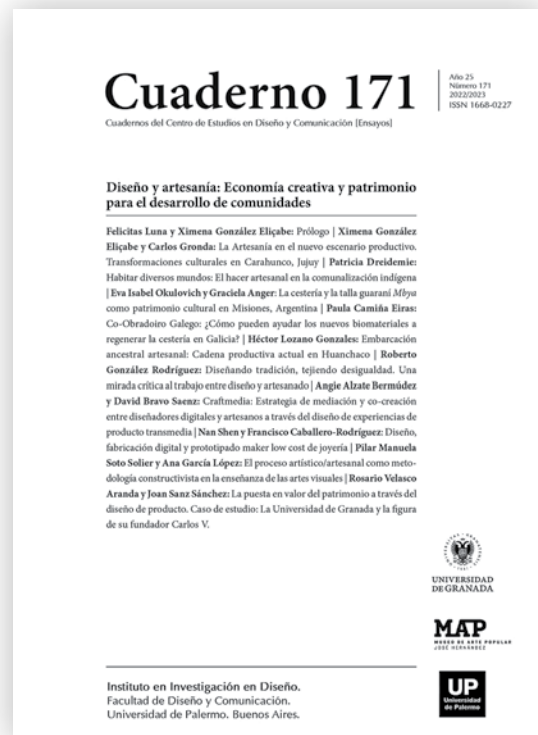 Cuaderno 171
Cuadernos del Centro de Estudios en Diseño y Comunicación [Ensayos]
Año 25
Número 171
2022/2023
ISSN 1668-0227
Diseño y artesanía: Economía creativa y patrimonio
para el desarrollo de comunidades
Felicitas Luna y Ximena González Eliçabe: Prólogo | Ximena González
Eliçabe y Carlos Gronda: La Artesanía en el nuevo escenario productivo.
Transformaciones culturales en Carahunco, Jujuy | Patricia Dreidemie:
Habitar diversos mundos: El hacer artesanal en la comunalización indígena
| Eva Isabel Okulovich y Graciela Anger: La cestería y la talla guaraní Mbya
como patrimonio cultural en Misiones, Argentina | Paula Camiña Eiras:
Co-Obradoiro Galego: ¿Cómo pueden ayudar los nuevos biomateriales a
regenerar la cestería en Galicia? | Héctor Lozano Gonzales: Embarcación
ancestral artesanal: Cadena productiva actual en Huanchaco | Roberto
González Rodríguez: Diseñando tradición, tejiendo desigualdad. Una
mirada crítica al trabajo entre diseño y artesanado | Angie Alzate Bermúdez
y David Bravo Saenz: Craftmedia: Estrategia de mediación y co-creación
entre diseñadores digitales y artesanos a través del diseño de experiencias de
producto transmedia | Nan Shen y Francisco Caballero-Rodríguez: Diseño,
fabricación digital y prototipado maker low cost de joyería | Pilar Manuela
Soto Solier y Ana García López: El proceso artístico/artesanal como meto-
dología constructivista en la enseñanza de las artes visuales | Rosario Velasco
Aranda y Joan Sanz Sánchez: La puesta en valor del patrimonio a través del
diseño de producto. Caso de estudio: La Universidad de Granada y la figura
de su fundador Carlos V.
UNIVERSIDAD
DE GRANADA
MAP
MUSEO DE ARTE POPULAR
JOSÉ HERNÁNDEZ
UP
Universidad
de Palermo
Instituto en Investigación en Diseño.
Facultad de Diseño y Comunicación.
Universidad de Palermo. Buenos Aires.